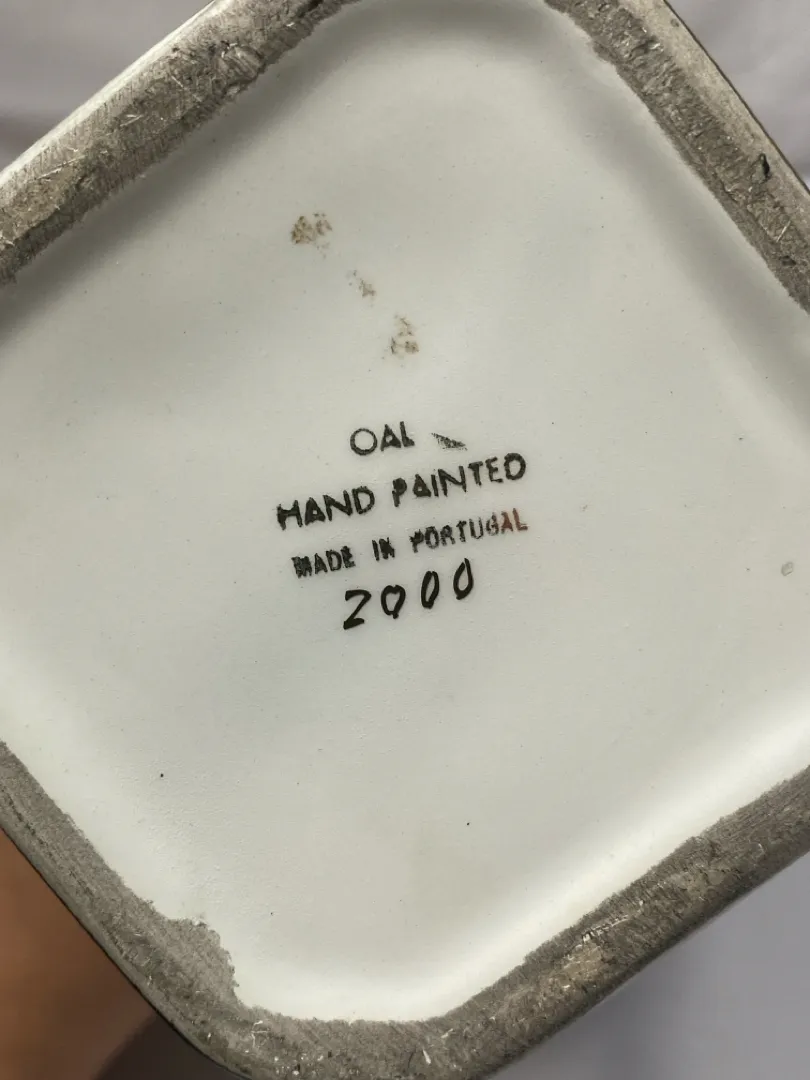 OAL
HAND PAINTED
MADE IN PORTUGAL
2000